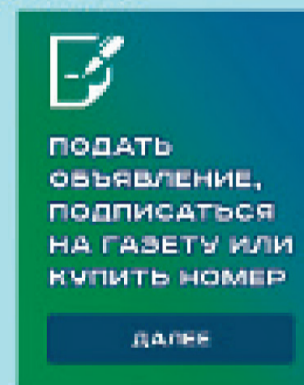 ПОДАТЬ
ОБЪЯВЛЕНИЕ,
ПОДПИСАТЬСЯ
НА ГАЗЕТУ ИЛИ
КУПИТЬ НОМЕР
ДАЛЕЕ